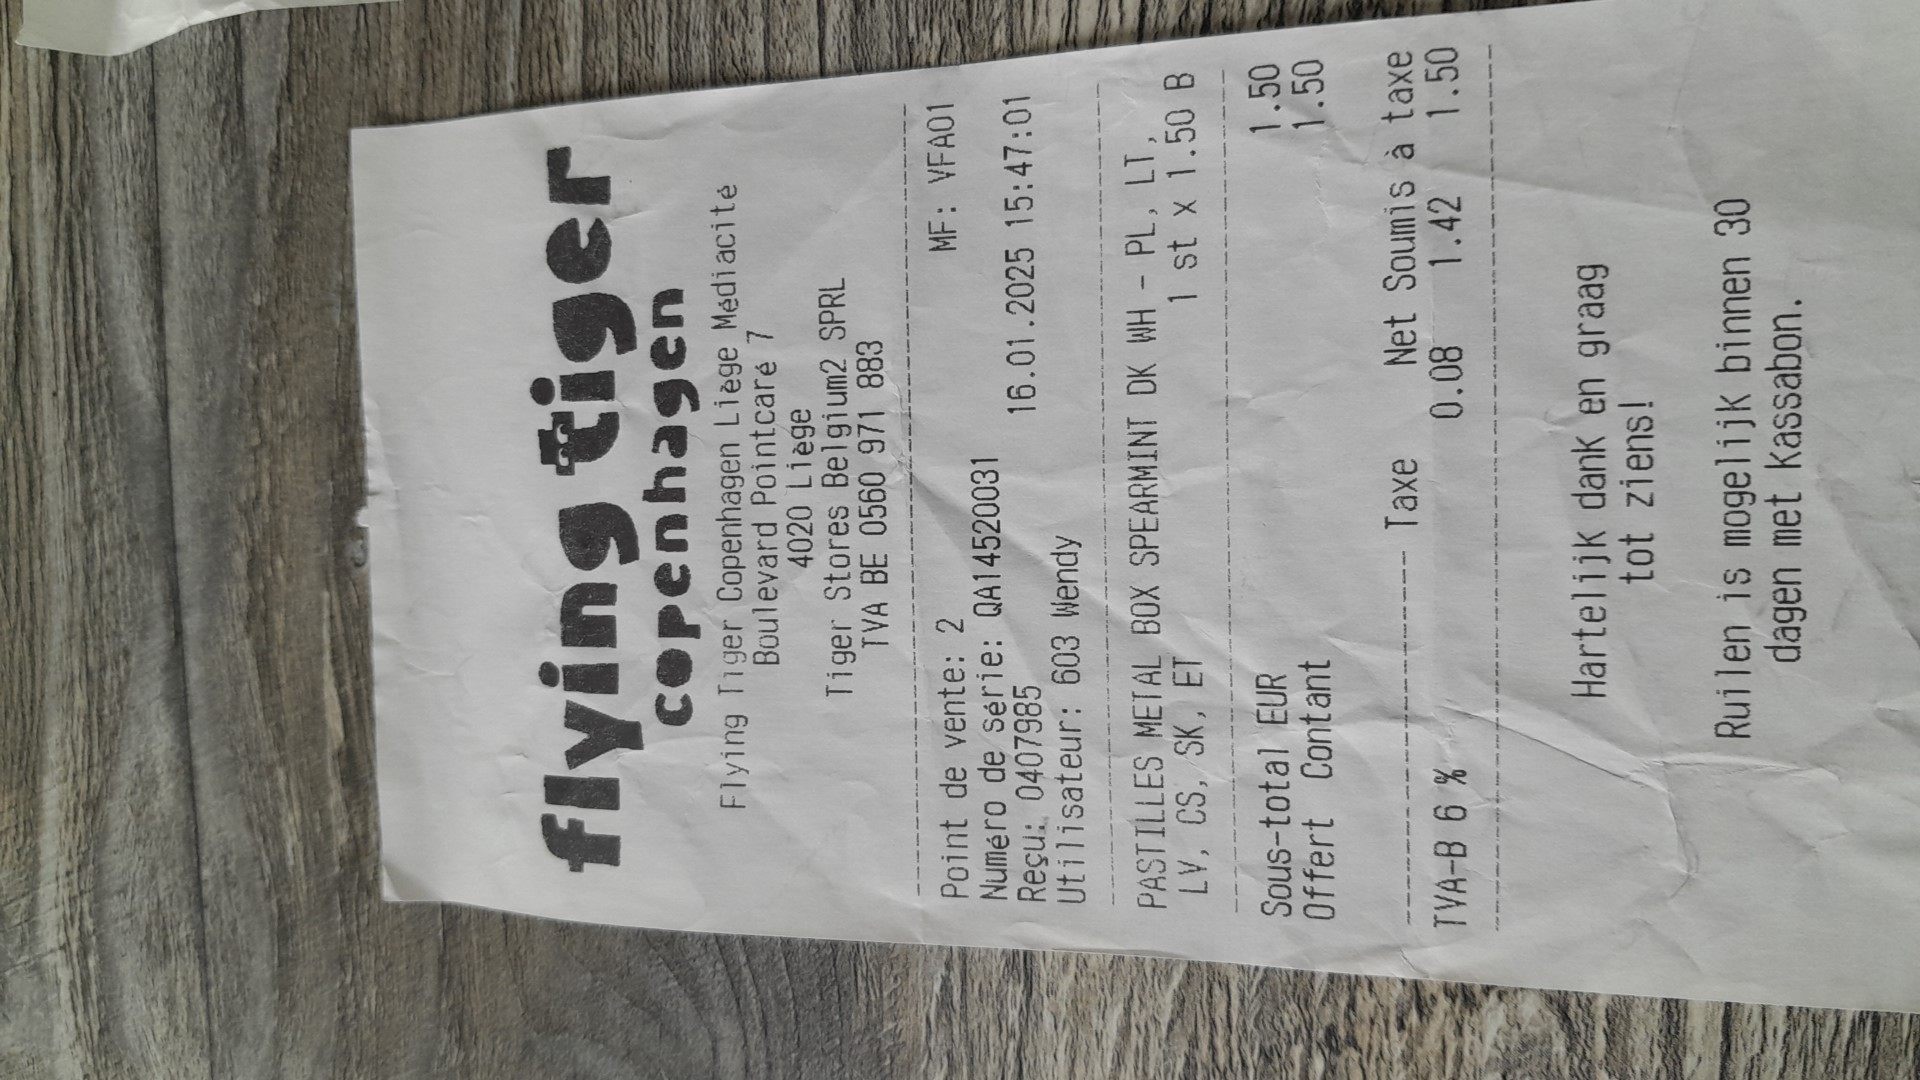 flying tiger
copenhagen
Flying Tiger Copenhagen Liège Médiacité
Boulevard Pointcaré 7
4020 Liège
Tiger Stores Belgium2 SPRL
TVA BE 0560 971 883
Point de vente: 2 MF: VFA01
Numéro de série: QA14520031
Reçu: 0407985 16.01.2025 15:47:01
Utilisateur: 603 Wendy
PASTILLES METAL BOX SPEARMINT DK WH - PL, LT,
LV, CS, SK, ET 1 st x 1.50 B
Sous-total EUR 1.50
Offert Contant 1.50
Taxe Net Soumis à taxe
TVA-B 6 % 0.08 1.42 1.50
Hartelijk dank en graag
tot ziens!
Ruilen is mogelijk binnen 30
dagen met kassabon.